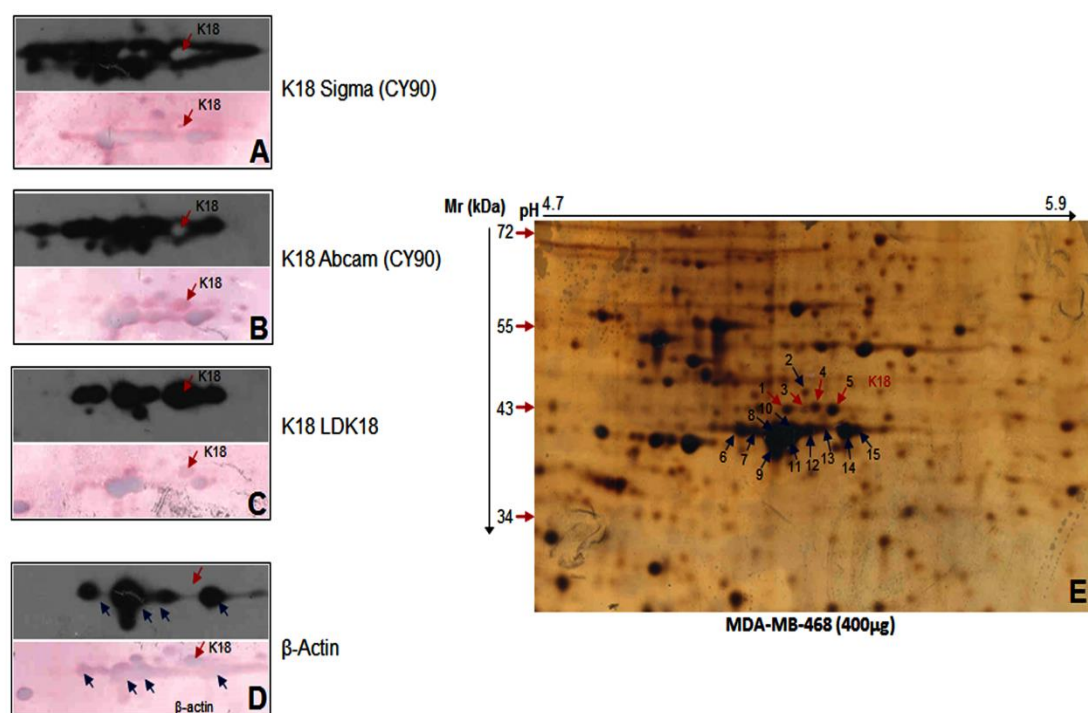 K18
K18 Sigma (CY90)
K18
A
K18
K18 Abcam (CY90)
K18
B
K18
K18 LDK18
K18
C
β-Actin
K18
β-actin
D
Mr (kDa)
pH
4.7
5.9
72
55
43
34
2
4
1
3
5
K18
8
10
6
7
9
11
12
13
14
15
E
MDA-MB-468 (400µg)